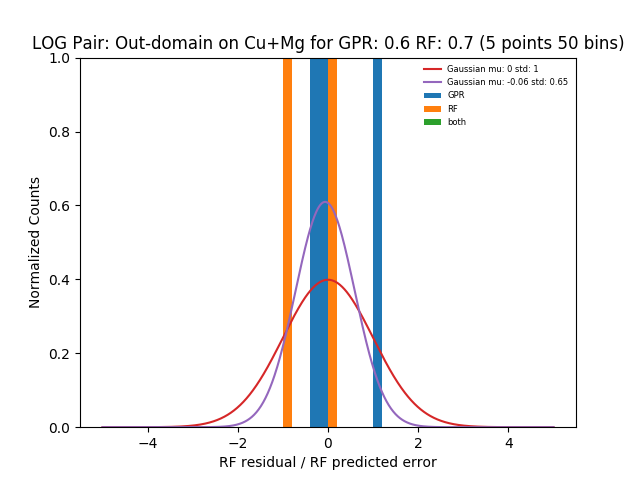 LOG Pair: Out-domain on Cu+Mg for GPR: 0.6 RF: 0.7 (5 points 50 bins)
Gaussian mu: 0 std: 1
Gaussian mu: -0.06 std: 0.65
GPR
RF
both
1.0
0.8
0.6
0.4
0.2
0.0
Normalized Counts
−4
−2
0
2
4
RF residual / RF predicted error